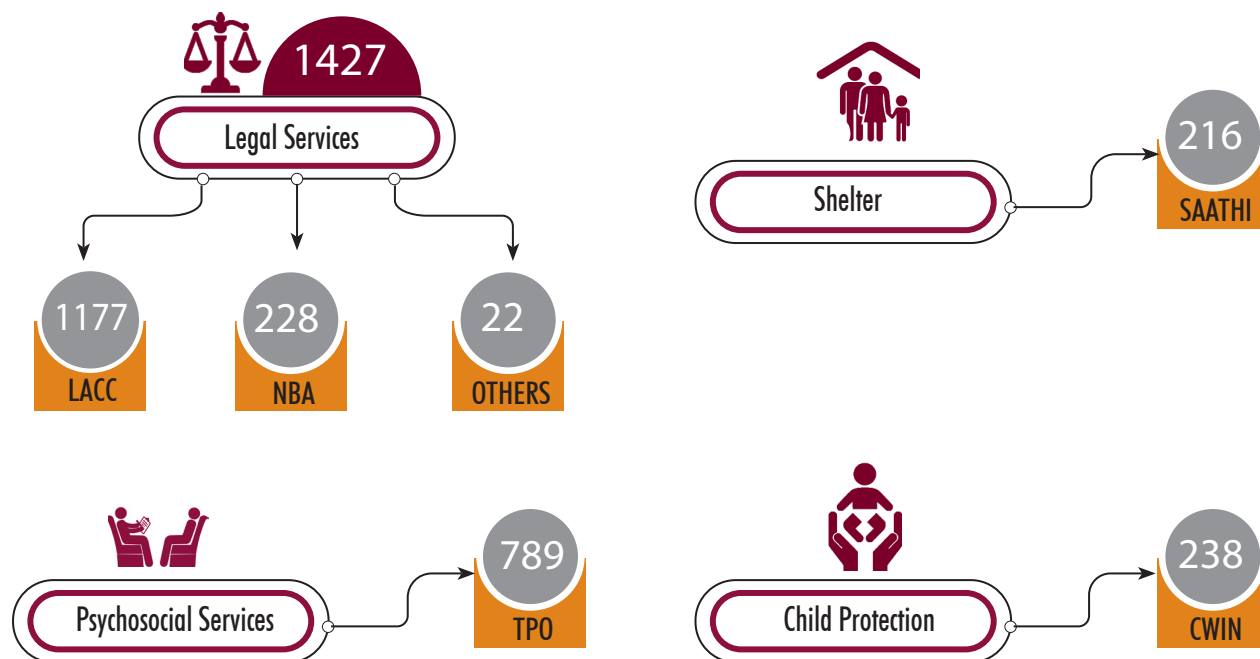 1427
Legal Services
1177
LACC
228
NBA
22
OTHERS
Shelter
216
SAATHI
Psychosocial Services
789
TPO
Child Protection
238
CWIN